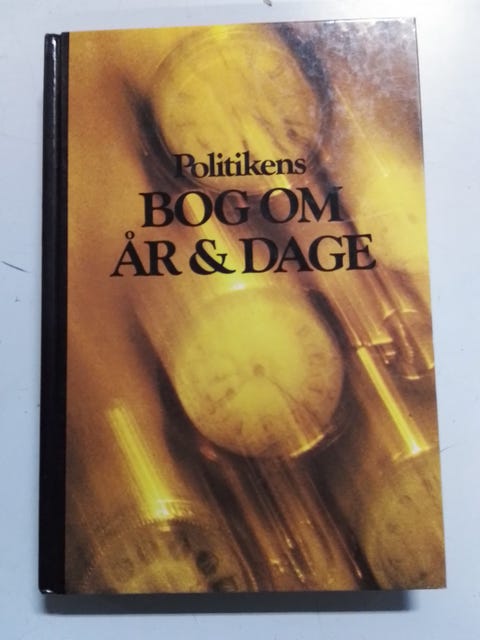 Politikens
BOG OM
ÅR & DAGE